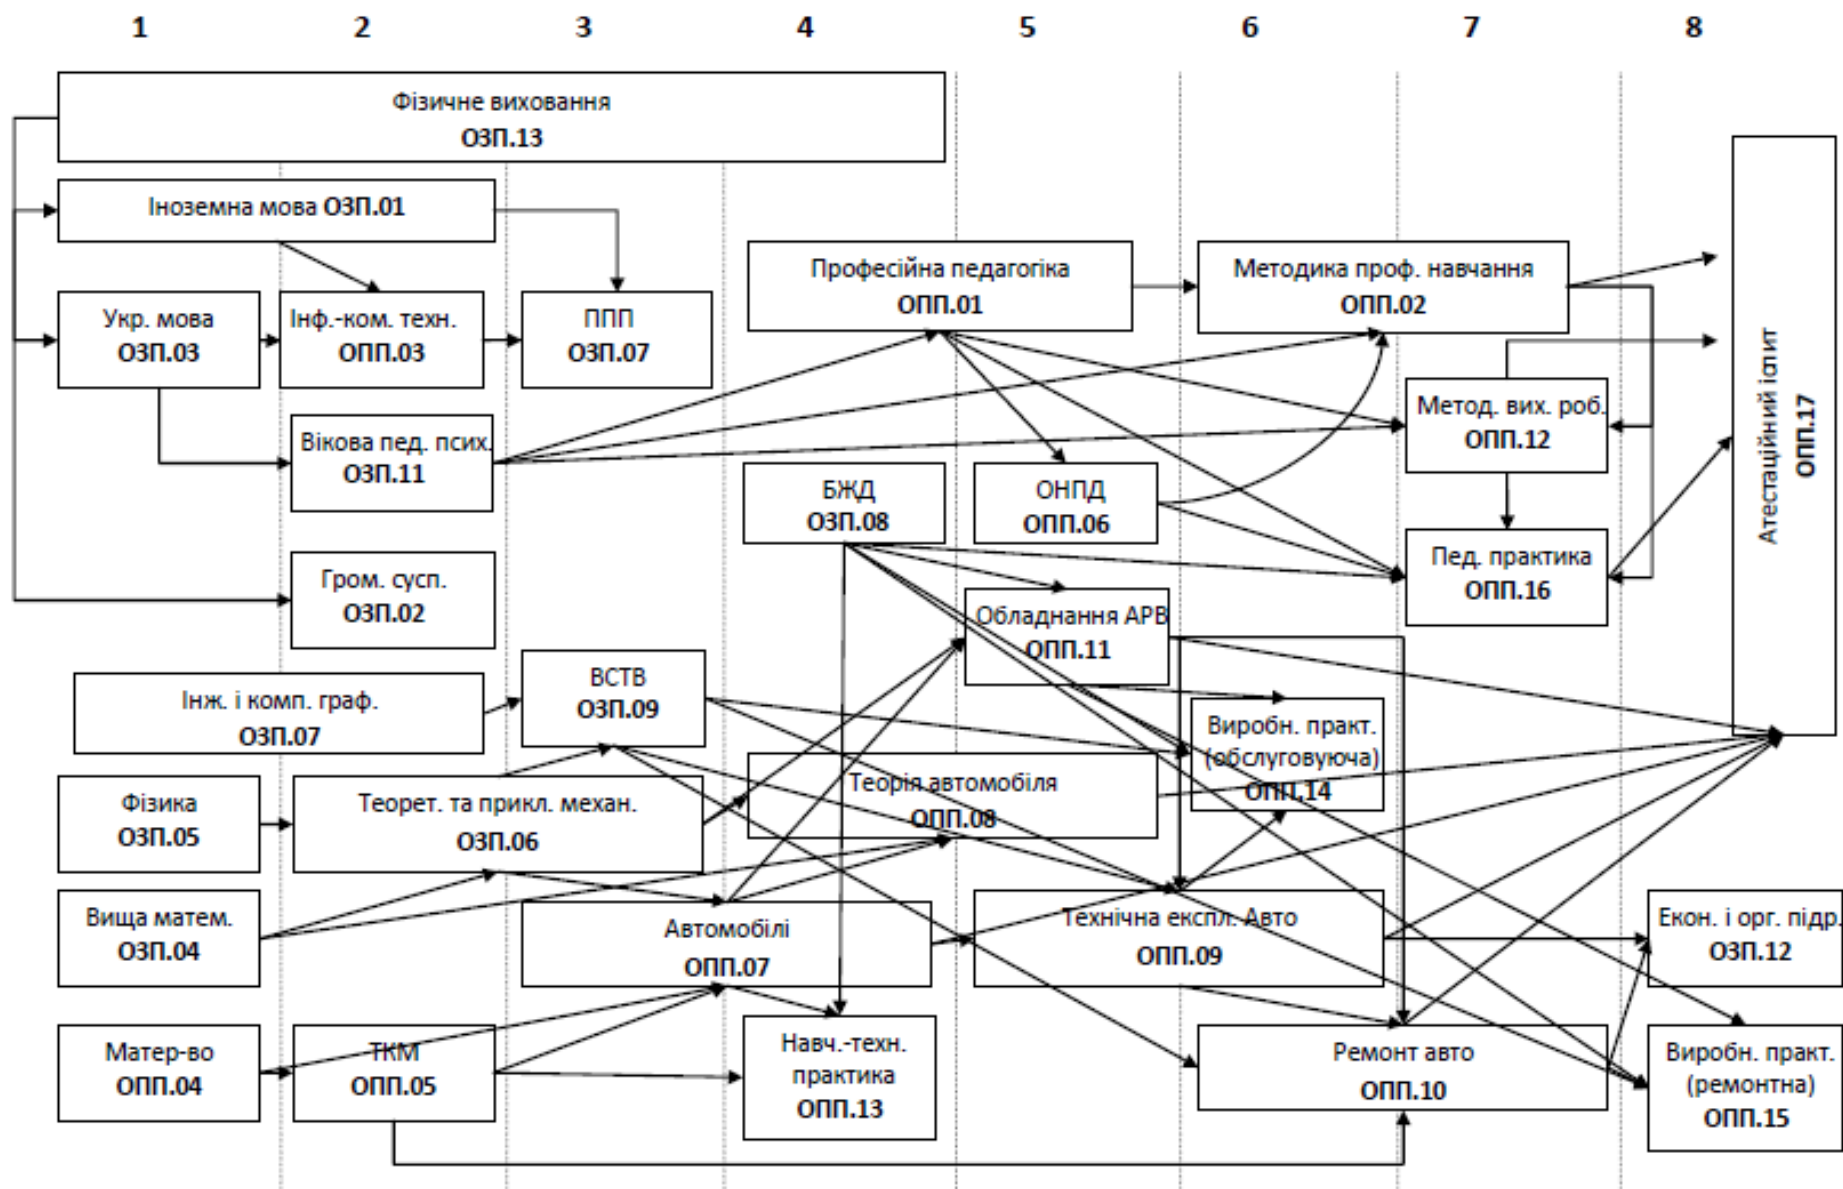 1 2 3 4 5 6 7 8
Фізичне виховання
ОЗП.13
Іноземна мова ОЗП.01
Укр. мова
ОЗП.03
Інф.-ком. техн.
ОПП.03
ППП
ОЗП.07
Професійна педагогіка
ОПП.01
Методика проф. навчання
ОПП.02
Вікова пед. псих.
ОЗП.11
БЖД
ОЗП.08
ОНПД
ОПП.06
Метод. вих. роб.
ОПП.12
Атестаційний іспит
ОПП.17
Гром. сусп.
ОЗП.02
Обладнання АРВ
ОПП.11
Пед. практика
ОПП.16
Інж. і комп. граф.
ОЗП.07
ВСТВ
ОЗП.09
Виробн. практ.
(обслуговуюча)
ОПП.14
Фізика
ОЗП.05
Теорет. та прикл. механ.
ОЗП.06
Теорія автомобіля
ОПП.08
Вища матем.
ОЗП.04
Автомобілі
ОПП.07
Технічна експл. Авто
ОПП.09
Екон. і орг. підр.
ОЗП.12
Матер-во
ОПП.04
ТКМ
ОПП.05
Навч.-техн.
практика
ОПП.13
Ремонт авто
ОПП.10
Виробн. практ.
(ремонтна)
ОПП.15